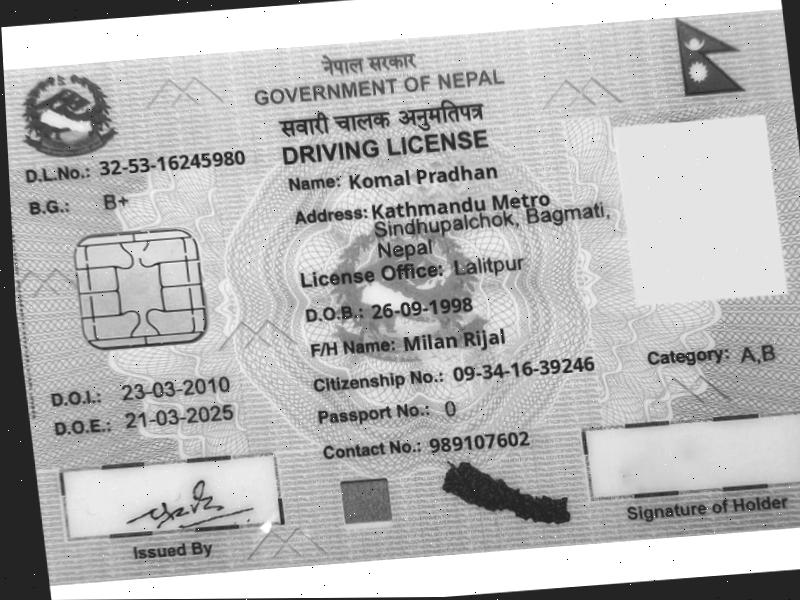 नेपाल सरकार
GOVERNMENT OF NEPAL
सवारी चालक अनुमतिपत्र
DRIVING LICENSE
D.L.No.: 32-53-16245980
B.G.: B+
Name: Komal Pradhan
Address: Kathmandu Metro
Sindhupalchok, Bagmati,
Nepal
License Office: Lalitpur
D.O.B.: 26-09-1998
F/H Name: Milan Rijal
Citizenship No.: 09-34-16-39246
Category: A,B
D.O.I.: 23-03-2010
D.O.E.: 21-03-2025
Passport No.: 0
Contact No.: 989107602
Issued By
Signature of Holder